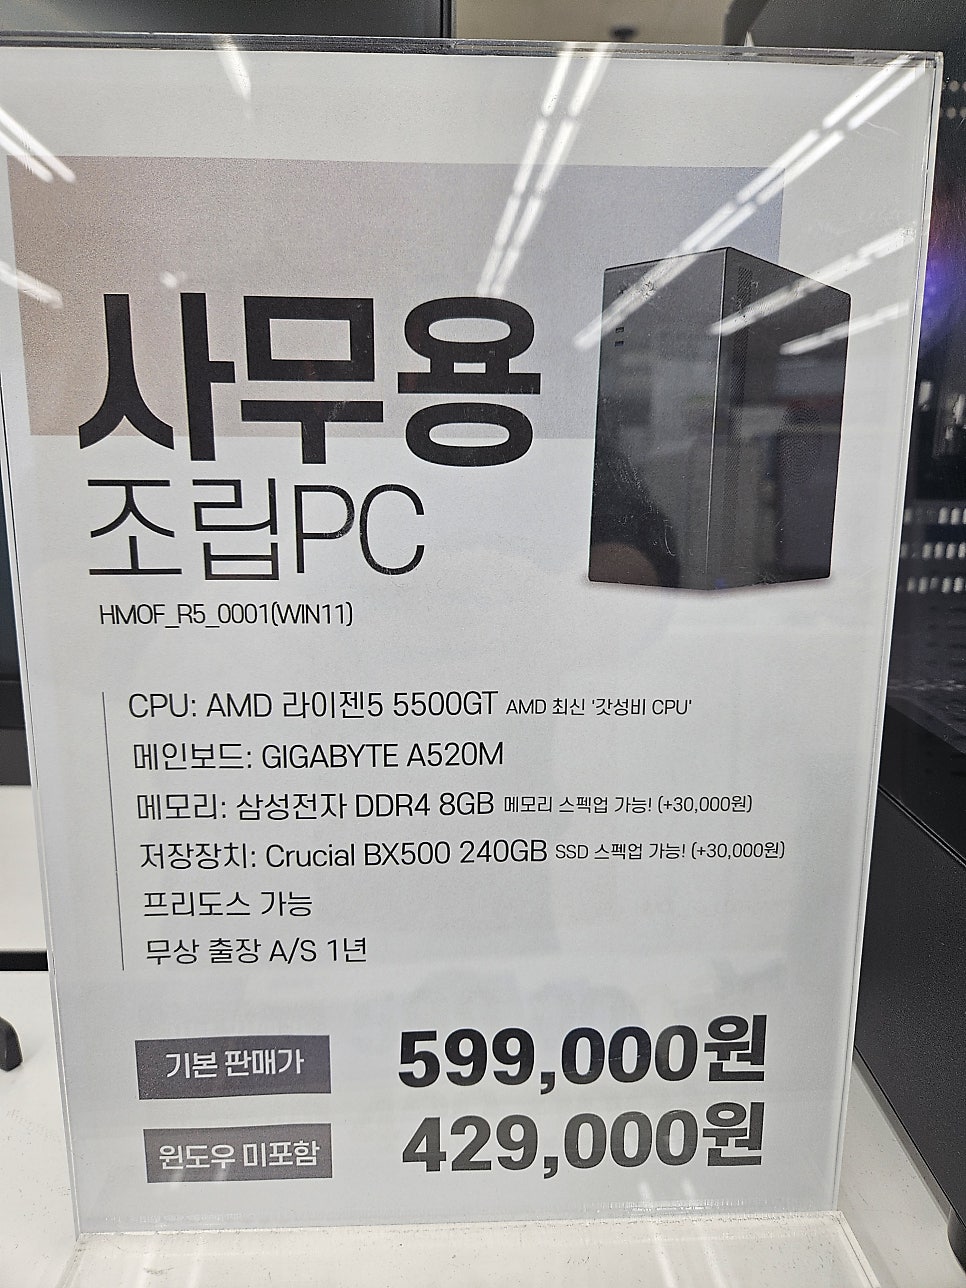 사무용
조립PC
HMOF_R5_0001(WIN11)
CPU: AMD 라이젠5 5500GT AMD 최신 '갓성비 CPU'
메인보드: GIGABYTE A520M
메모리: 삼성전자 DDR4 8GB 메모리 스펙업 가능! (+30,000원)
저장장치: Crucial BX500 240GB SSD 스펙업 가능! (+30,000원)
프리도스 가능
무상 출장 A/S 1년
기본 판매가 599,000원
윈도우 미포함 429,000원